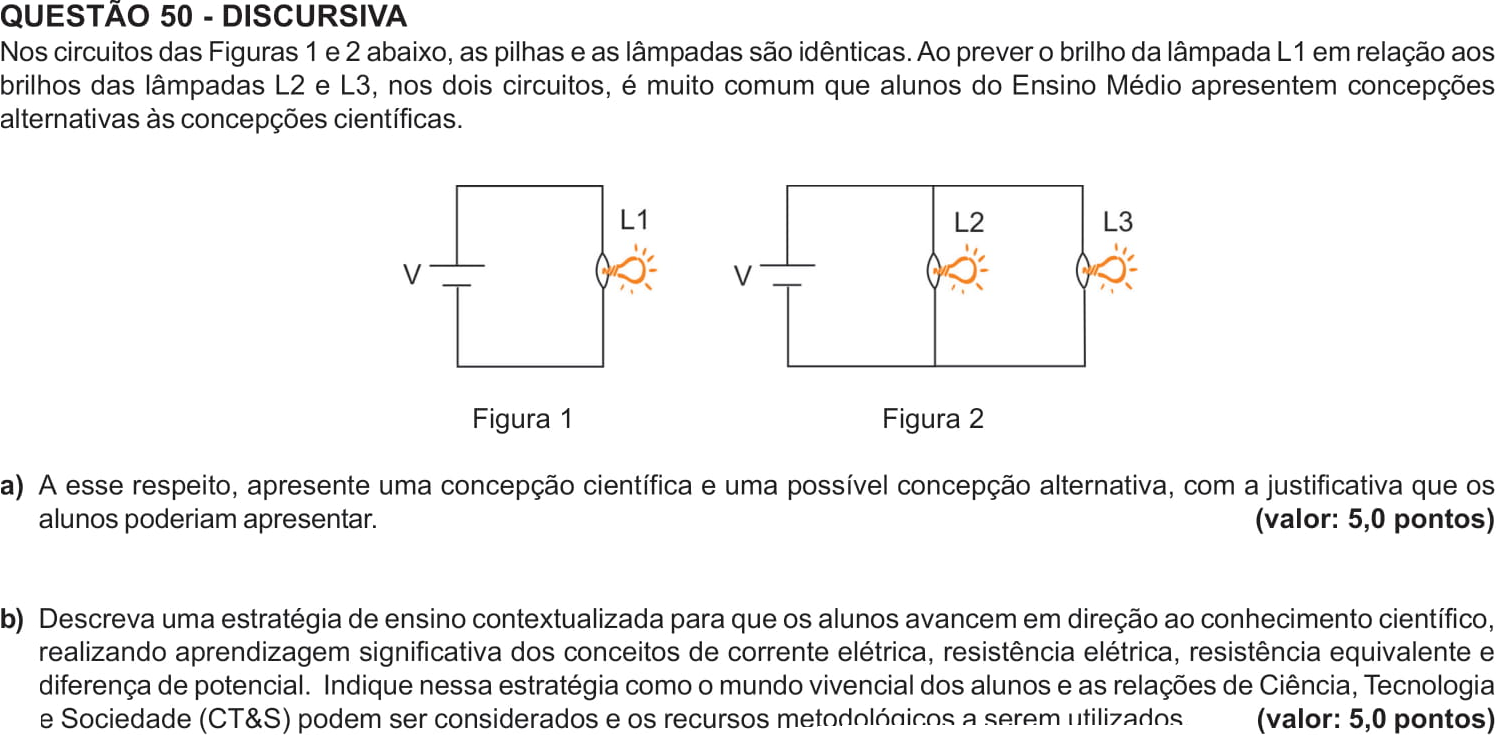 QUESTÃO 50 - DISCURSIVA
Nos circuitos das Figuras 1 e 2 abaixo, as pilhas e as lâmpadas são idênticas. Ao prever o brilho da lâmpada L1 em relação aos
brilhos das lâmpadas L2 e L3, nos dois circuitos, é muito comum que alunos do Ensino Médio apresentem concepções
alternativas às concepções científicas.
L1
L2
L3
V
V
Figura 1
Figura 2
a) A esse respeito, apresente uma concepção científica e uma possível concepção alternativa, com a justificativa que os
alunos poderiam apresentar. (valor: 5,0 pontos)
b) Descreva uma estratégia de ensino contextualizada para que os alunos avancem em direção ao conhecimento científico,
realizando aprendizagem significativa dos conceitos de corrente elétrica, resistência elétrica, resistência equivalente e
diferença de potencial. Indique nessa estratégia como o mundo vivencial dos alunos e as relações de Ciência, Tecnologia
e Sociedade (CT&S) podem ser considerados e os recursos metodológicos a serem utilizados (valor: 5,0 pontos)